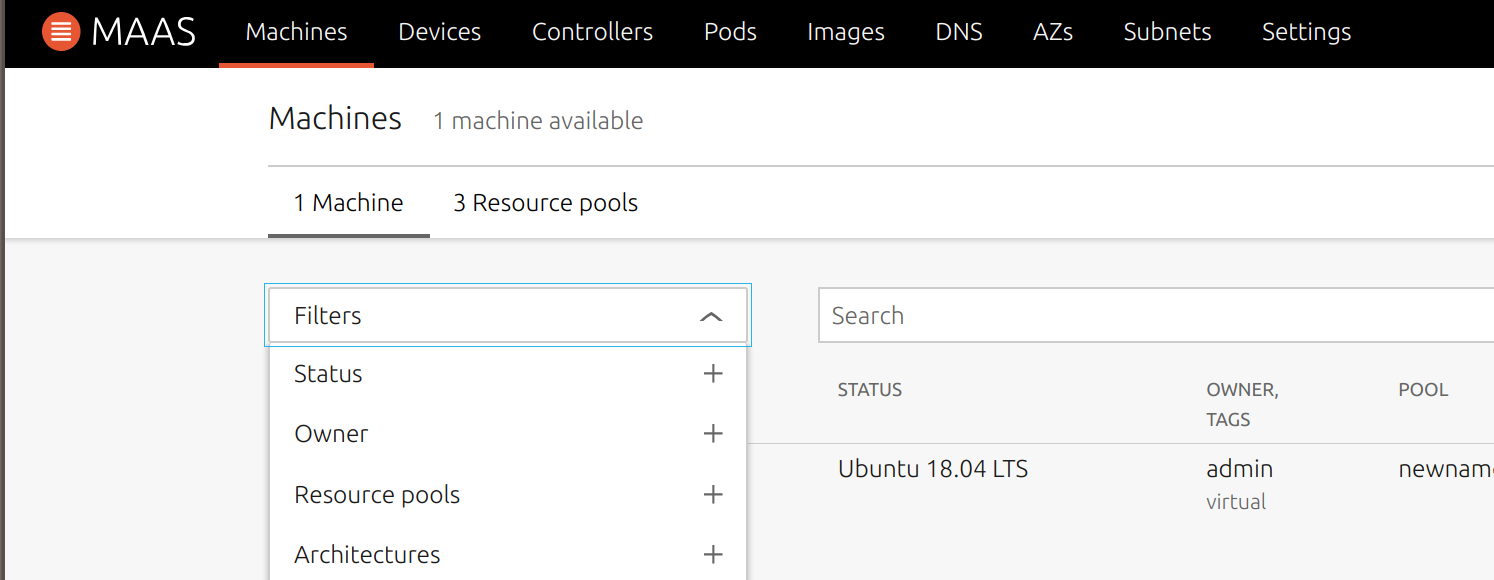 MAAS Machines Devices Controllers Pods Images DNS AZs Subnets Settings
Machines 1 machine available
1 Machine 3 Resource pools
Filters
Search
Status
Owner
Resource pools
Architectures
STATUS OWNER, POOL
TAGS
Ubuntu 18.04 LTS admin newnam
virtual